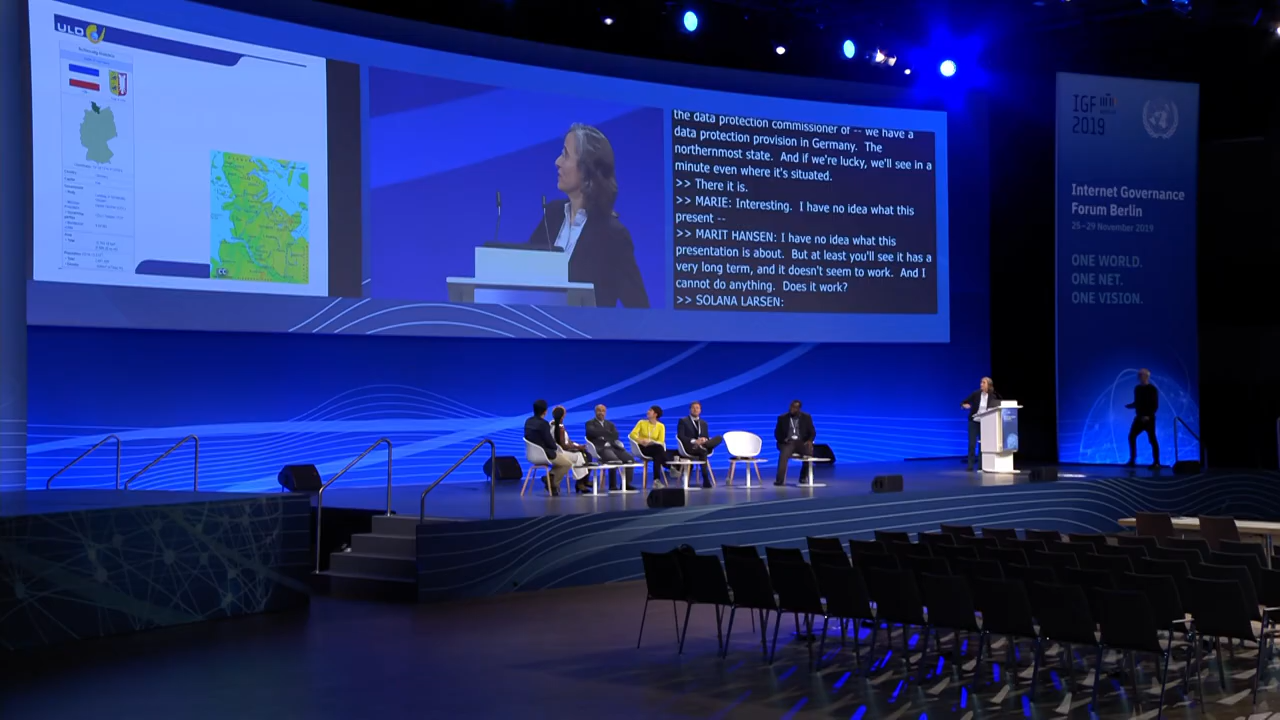 ULD
the data protection commissioner of -- we have a
data protection provision in Germany. The
northernmost state. And if we're lucky, we'll see in a
minute even where it's situated.
>> There it is.
>> MARIE: Interesting. I have no idea what this
present --
>> MARIT HANSEN: I have no idea what this
presentation is about. But at least you'll see it has a
very long term, and it doesn't seem to work. And I
cannot do anything. Does it work?
>> SOLANA LARSEN:
IGF
2019
Internet Governance
Forum Berlin
25-29 November 2019
ONE WORLD.
ONE NET.
ONE VISION.